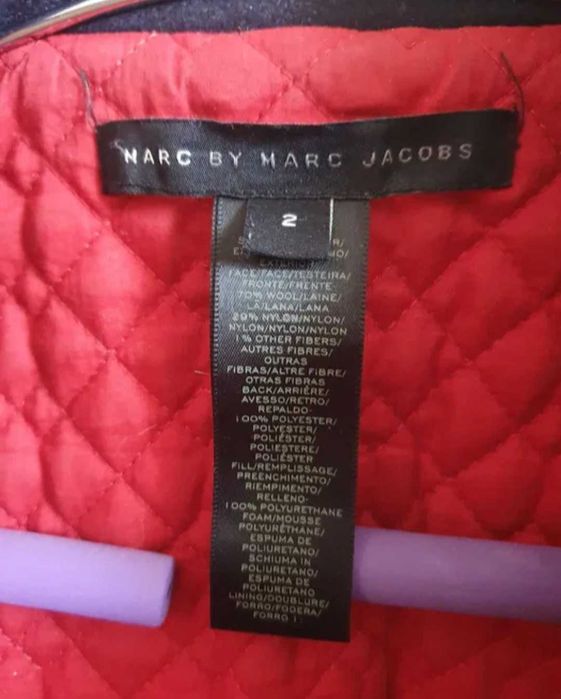 MARC BY MARC JACOBS
2
FACE/FACE/TESTEIRA/
FRONTE/FRENTE
70% WOOL/LAINE/
LÃ/LANA/LANA
29% NYLON/NYLON/
NYLON/NYLON/NYLON
1% OTHER FIBERS/
AUTRES FIBRES/
OUTRAS
FIBRAS/ALTRE FIBRE/
OTRAS FIBRAS
BACK/ARRIÈRE/
AVESSO/RETRO/
REPALDO-
100% POLYESTER/
POLYESTER/
POLIÉSTER/
POLIESTERE/
POLIÉSTER
FILL/REMPLISSAGE/
PREENCHIMENTO/
RIEMPIMENTO/
RELLENO-
100% POLYURETHANE
FOAM/MOUSSE
POLYURÉTHANE/
ESPUMA DE
POLIURETANO/
SCHIUMA IN
POLIURETANO/
ESPUMA DE
POLIURETANO
LINING/DOUBLURE/
FORRO/FODERA/
FORRO 1